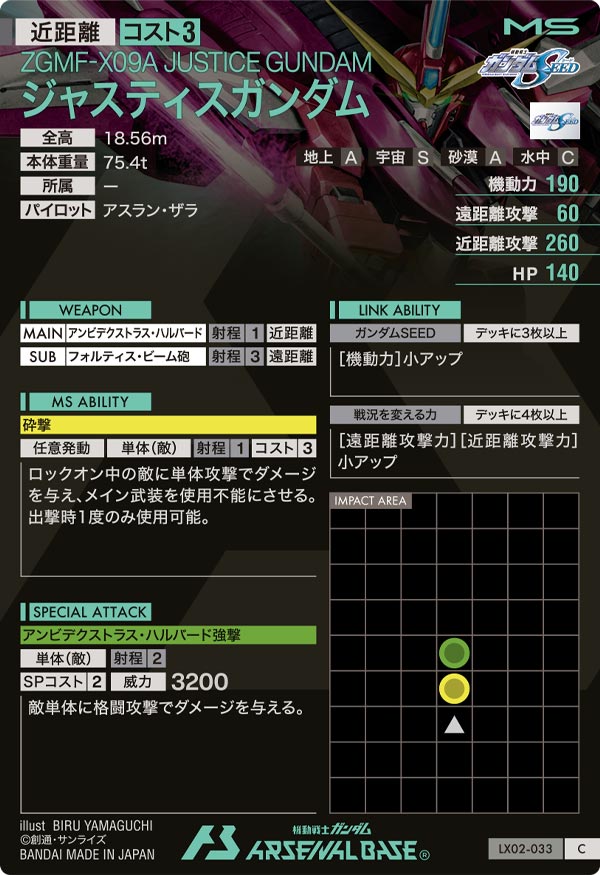 近距離 コスト3 MS
ZGMF-X09A JUSTICE GUNDAM
ジャスティスガンダム
機動戦士 ガンダムSEED
全高 18.56m
本体重量 75.4t
所属 ー
パイロット アスラン・ザラ
地上 A 宇宙 S 砂漠 A 水中 C
機動力 190
遠距離攻撃 60
近距離攻撃 260
HP 140
WEAPON
MAIN アンビデクストラス・ハルバード 射程 1 近距離
SUB フォルティス・ビーム砲 射程 3 遠距離
MS ABILITY
砕撃
任意発動 単体(敵) 射程 1 コスト 3
ロックオン中の敵に単体攻撃でダメージ
を与え、メイン武装を使用不能にさせる。
出撃時1度のみ使用可能。
SPECIAL ATTACK
アンビデクストラス・ハルバード強撃
単体(敵) 射程 2
SPコスト 2 威力 3200
敵単体に格闘攻撃でダメージを与える。
LINK ABILITY
ガンダムSEED デッキに3枚以上
[機動力]小アップ
戦況を変える力 デッキに4枚以上
[遠距離攻撃力][近距離攻撃力]
小アップ
IMPACT AREA
illust BIRU YAMAGUCHI
©創通・サンライズ
BANDAI MADE IN JAPAN
機動戦士ガンダム
ARSENAL BASE®
LX02-033 C